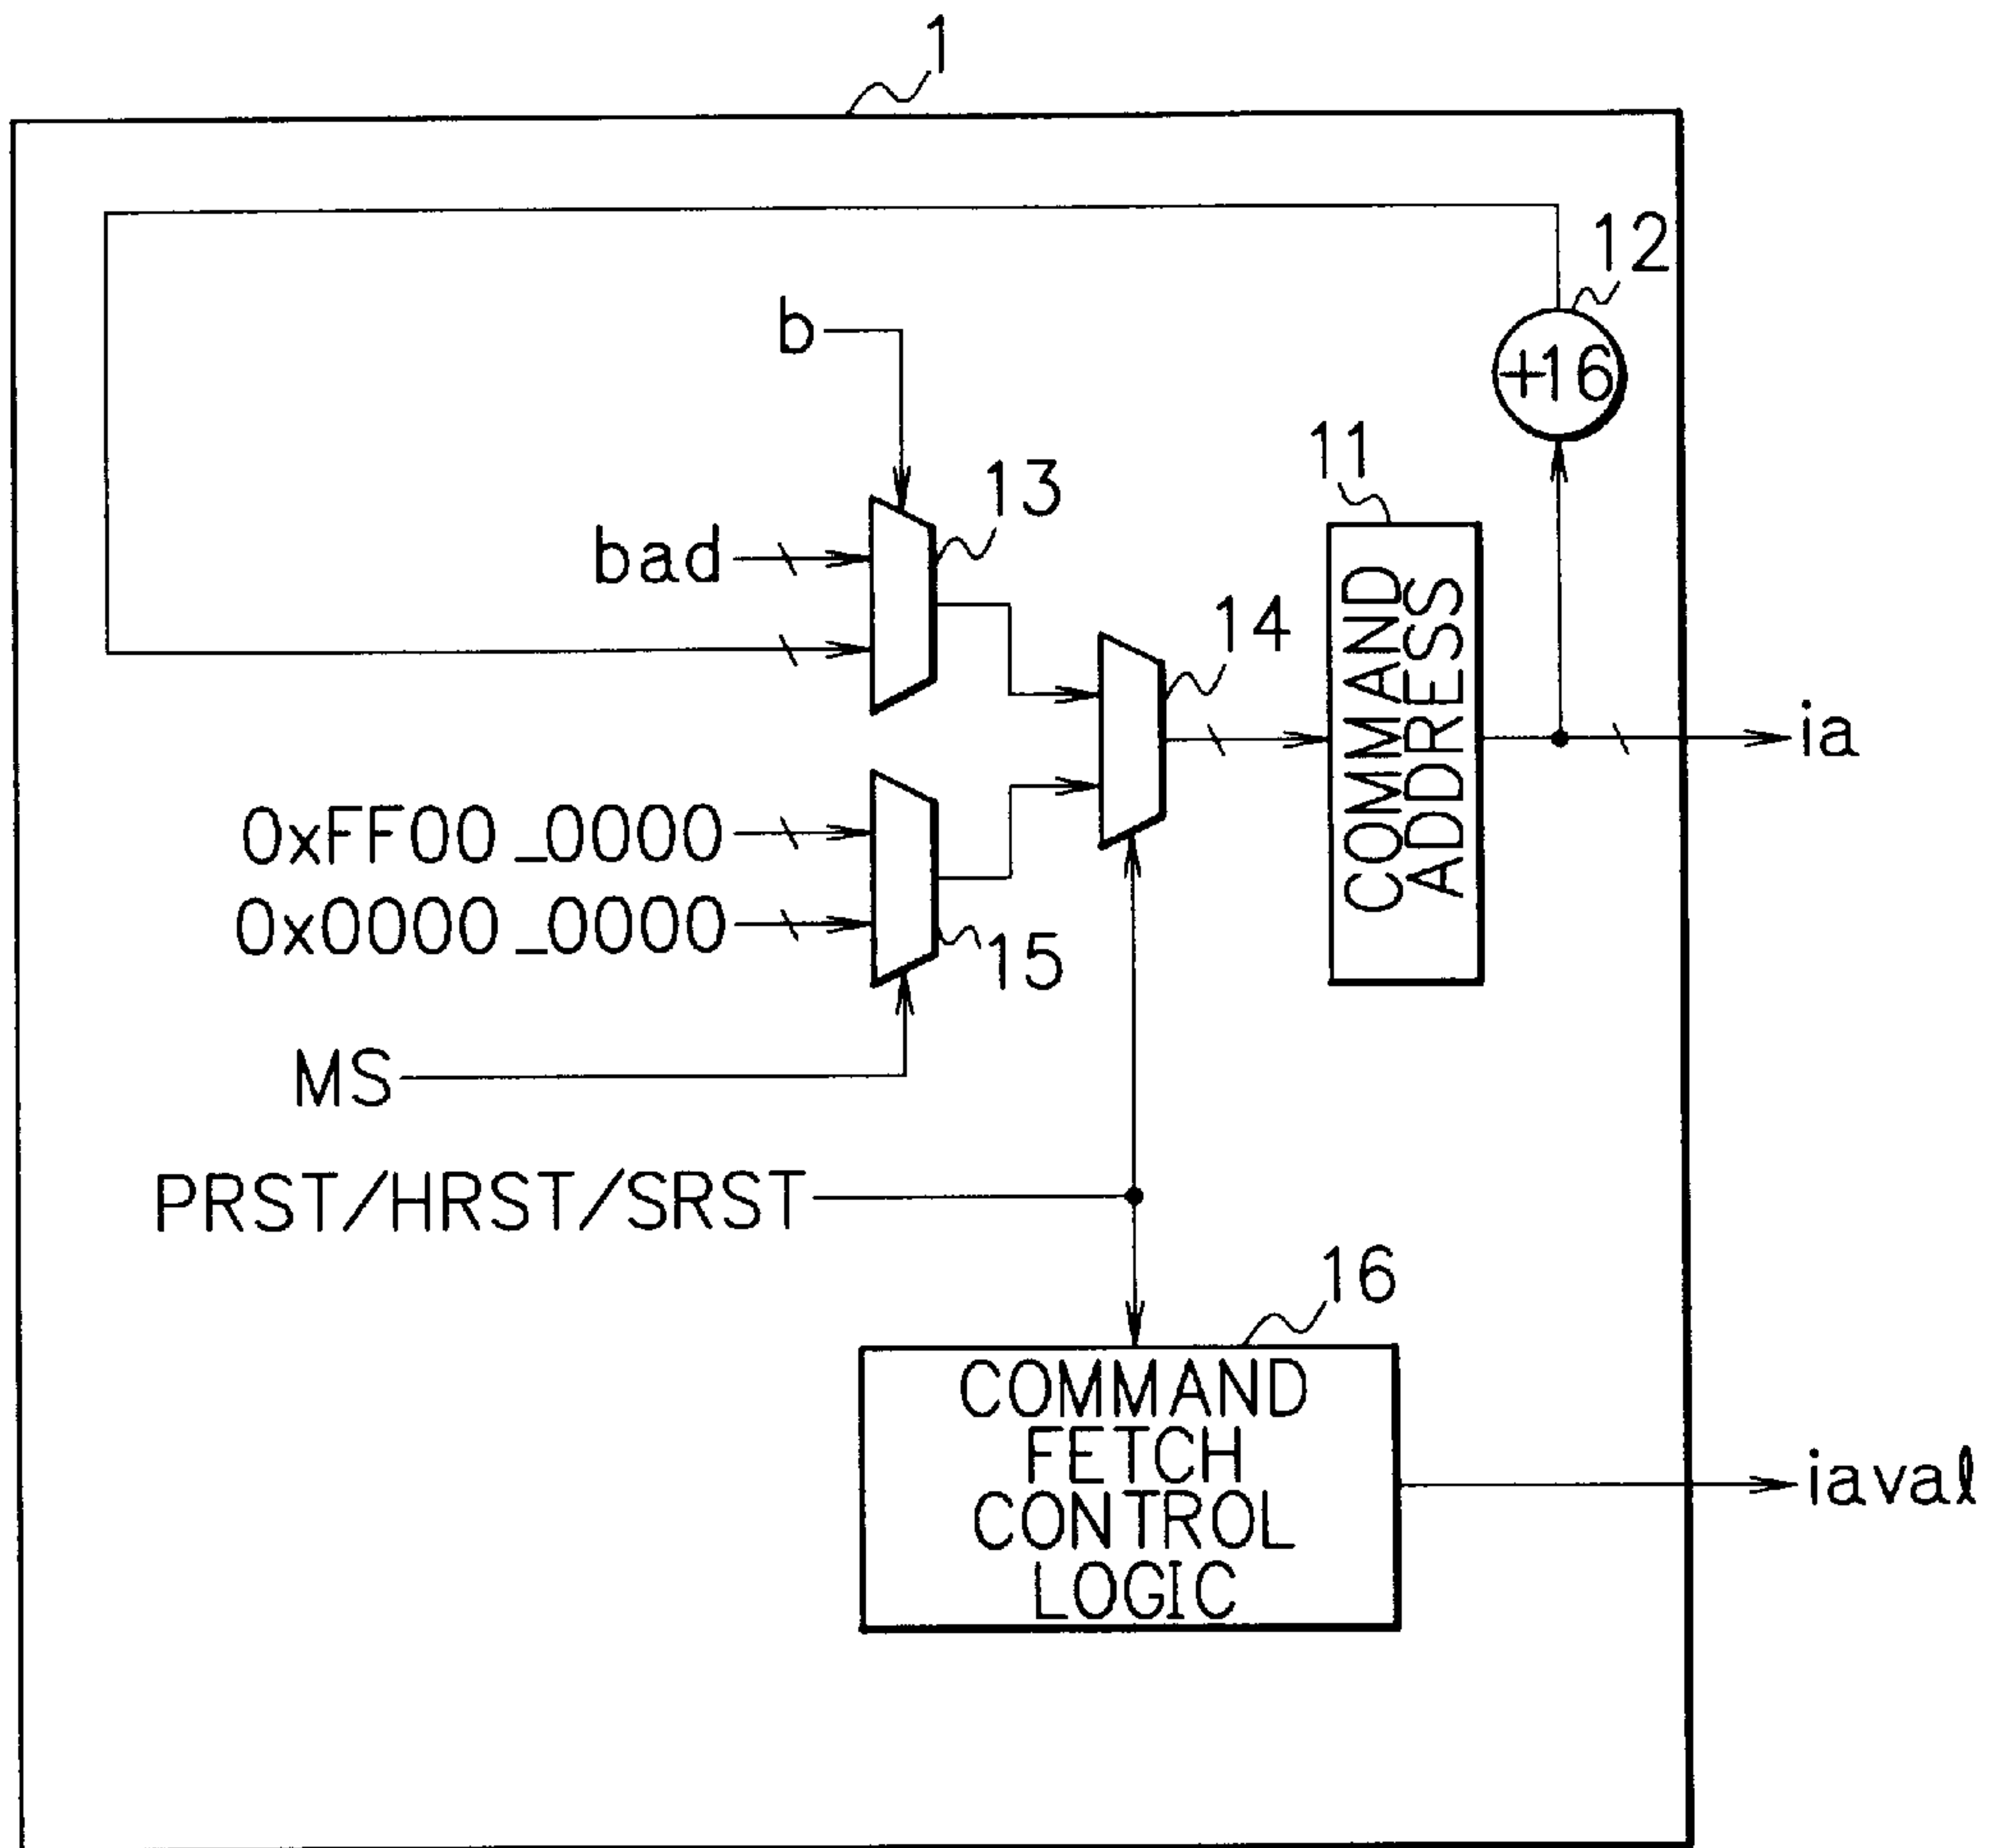 1
12
b
+16
11
13
bad
COMMAND
ADDRESS
14
ia
0xFF00_0000
0x0000_0000
15
MS
PRST/HRST/SRST
16
COMMAND
FETCH
CONTROL
LOGIC
iaval